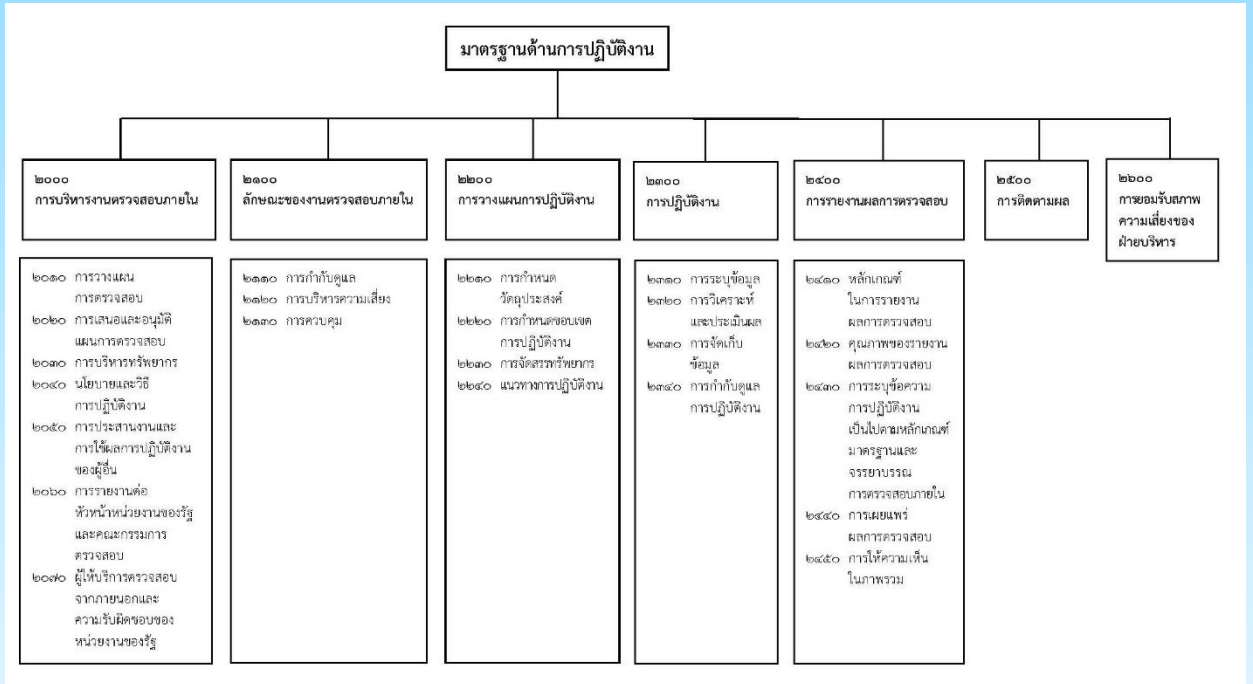 มาตรฐานด้านการปฏิบัติงาน
๒๐๐๐
การบริหารงานตรวจสอบภายใน
๒๑๐๐
ลักษณะของงานตรวจสอบภายใน
๒๒๐๐
การวางแผนการปฏิบัติงาน
๒๓๐๐
การปฏิบัติงาน
๒๔๐๐
การรายงานผลการตรวจสอบ
๒๕๐๐
การติดตามผล
๒๖๐๐
การยอมรับสภาพ
ความเสี่ยงของ
ฝ่ายบริหาร
๒๐๑๐ การวางแผน
การตรวจสอบ
๒๐๒๐ การเสนอและอนุมัติ
แผนการตรวจสอบ
๒๐๓๐ การบริหารทรัพยากร
๒๐๔๐ นโยบายและวิธี
การปฏิบัติงาน
๒๐๕๐ การประสานงานและ
การใช้ผลการปฏิบัติงาน
ของผู้อื่น
๒๐๖๐ การรายงานต่อ
หัวหน้าหน่วยงานของรัฐ
และคณะกรรมการ
ตรวจสอบ
๒๐๗๐ ผู้ให้บริการตรวจสอบ
จากภายนอกและ
ความรับผิดชอบของ
หน่วยงานของรัฐ
๒๑๑๐ การกำกับดูแล
๒๑๒๐ การบริหารความเสี่ยง
๒๑๓๐ การควบคุม
๒๒๑๐ การกำหนด
วัตถุประสงค์
๒๒๒๐ การกำหนดขอบเขต
การปฏิบัติงาน
๒๒๓๐ การจัดสรรทรัพยากร
๒๒๔๐ แนวทางการปฏิบัติงาน
๒๓๑๐ การระบุข้อมูล
๒๓๒๐ การวิเคราะห์
และประเมินผล
๒๓๓๐ การจัดเก็บ
ข้อมูล
๒๓๔๐ การกำกับดูแล
การปฏิบัติงาน
๒๔๑๐ หลักเกณฑ์
ในการรายงาน
ผลการตรวจสอบ
๒๔๒๐ คุณภาพของรายงาน
ผลการตรวจสอบ
๒๔๓๐ การระบุข้อความ
การปฏิบัติงาน
เป็นไปตามหลักเกณฑ์
มาตรฐานและ
จรรยาบรรณ
การตรวจสอบภายใน
๒๔๔๐ การเผยแพร่
ผลการตรวจสอบ
๒๔๕๐ การให้ความเห็น
ในภาพรวม